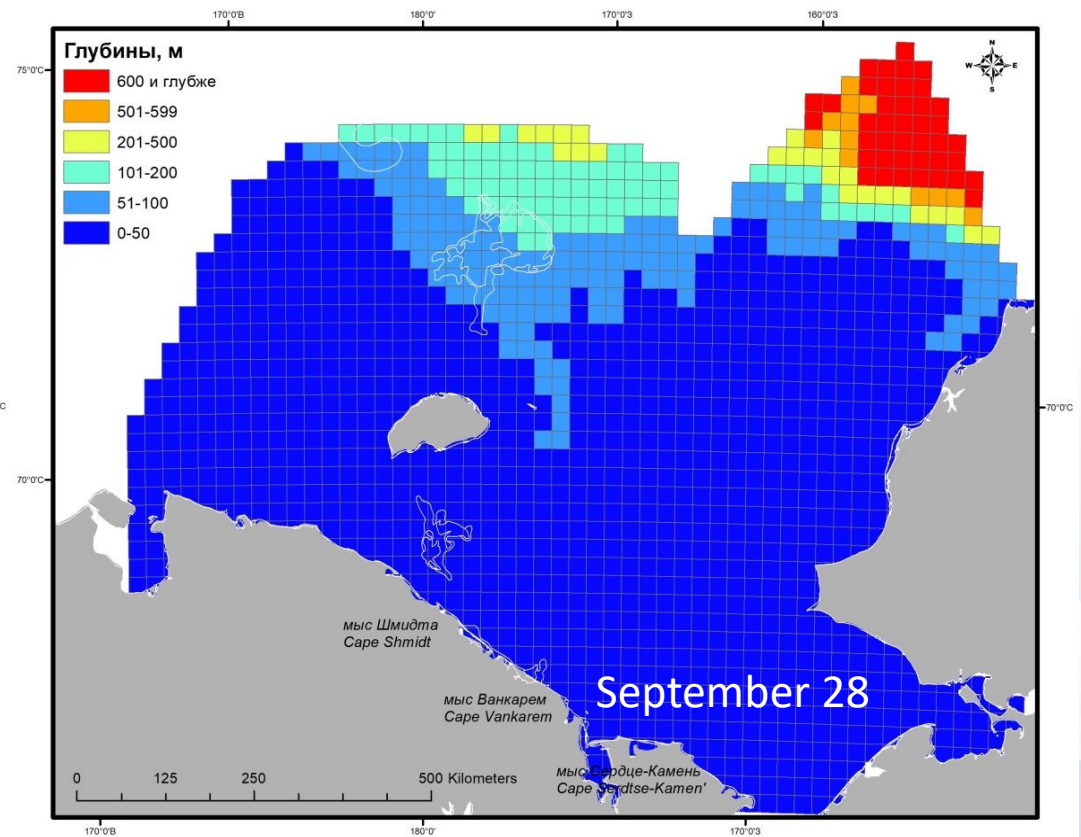 170°0'В 180°0' 170°0'З 160°0'З
Глубины, м
600 и глубже
501-599
201-500
101-200
51-100
0-50
N
W E
S
75°0'С
С
70°0'С
70°0'С
мыс Шмидта
Cape Shmidt
мыс Ванкарем
Cape Vankarem
September 28
мыс Сердце-Камень
Cape Serdtse-Kamen'
0 125 250 500 Kilometers
170°0'В 180°0' 170°0'З